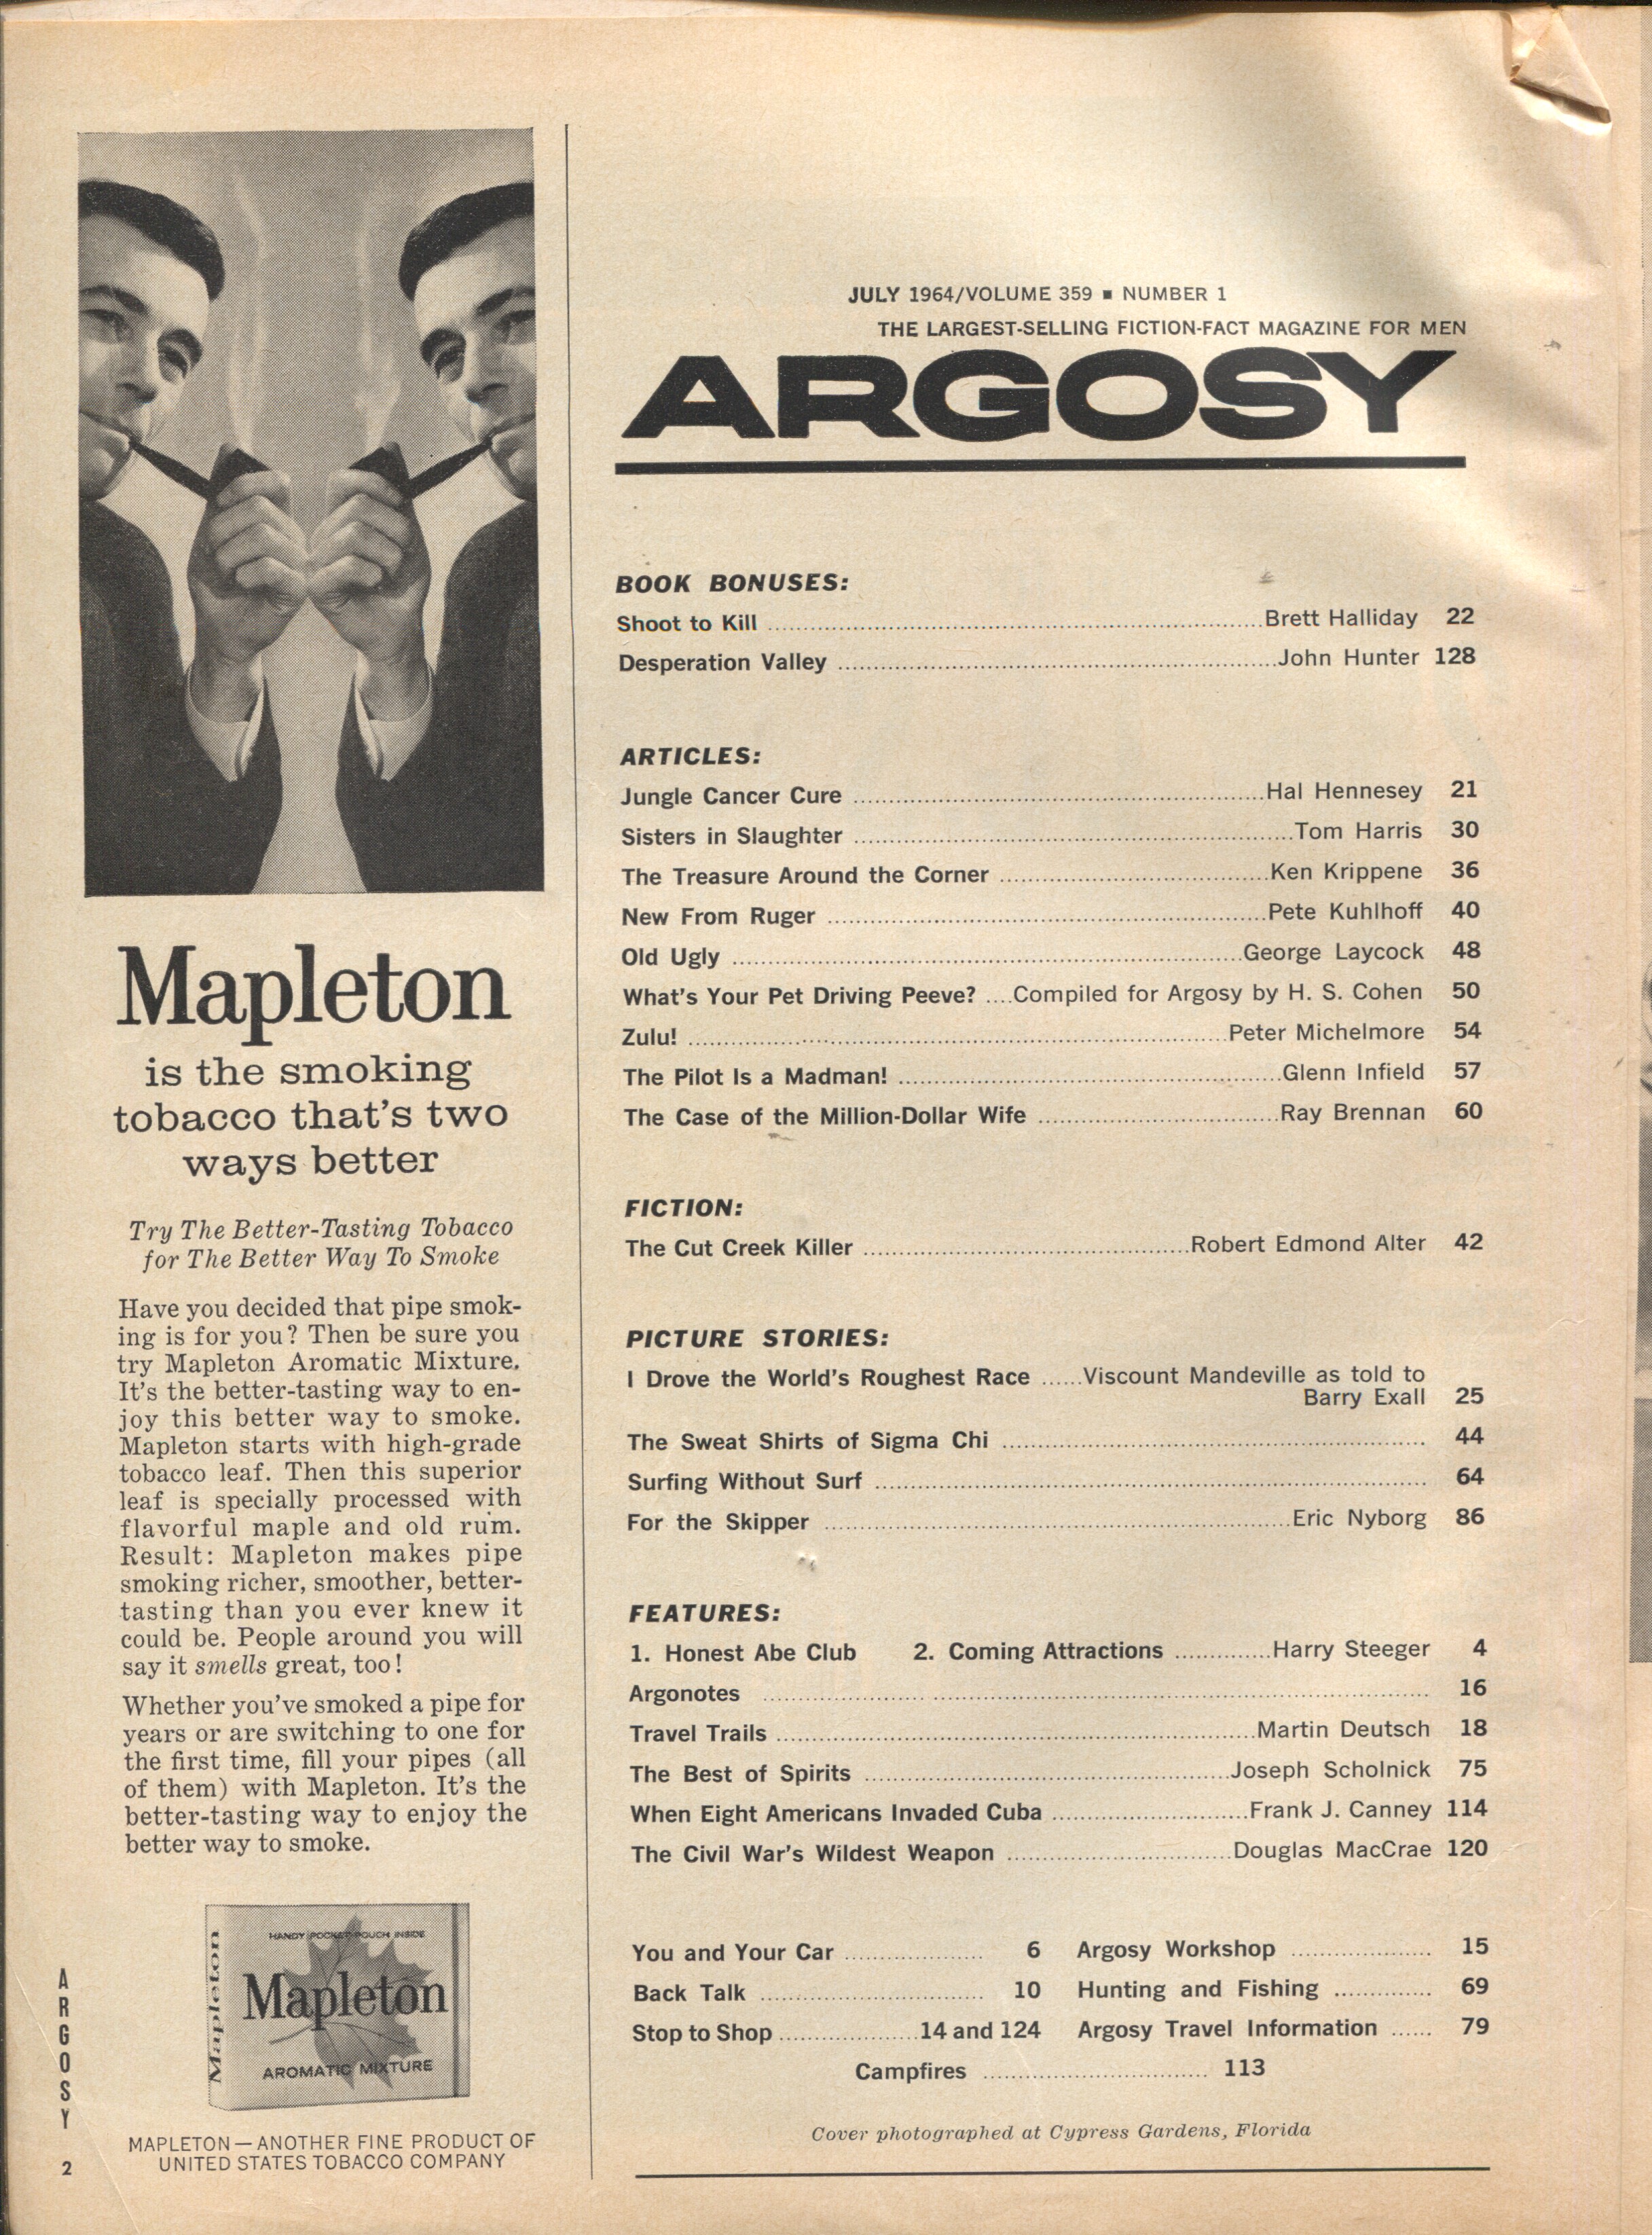 Mapleton
is the smoking
tobacco that's two
ways better
Try The Better-Tasting Tobacco
for The Better Way To Smoke
Have you decided that pipe smok-
ing is for you? Then be sure you
try Mapleton Aromatic Mixture.
It's the better-tasting way to en-
joy this better way to smoke.
Mapleton starts with high-grade
tobacco leaf. Then this superior
leaf is specially processed with
flavorful maple and old rum.
Result: Mapleton makes pipe
smoking richer, smoother, better-
tasting than you ever knew it
could be. People around you will
say it smells great, too!
Whether you've smoked a pipe for
years or are switching to one for
the first time, fill your pipes (all
of them) with Mapleton. It's the
better-tasting way to enjoy the
better way to smoke.
HANDY POCKET POUCH INSIDE
Mapleton
Mapleton
AROMATIC MIXTURE
MAPLETON—ANOTHER FINE PRODUCT OF
UNITED STATES TOBACCO COMPANY
ARGOSY
2
JULY 1964/VOLUME 359 ▪ NUMBER 1
THE LARGEST-SELLING FICTION-FACT MAGAZINE FOR MEN
ARGOSY
BOOK BONUSES:
Shoot to Kill ........ Brett Halliday 22
Desperation Valley ........ John Hunter 128
ARTICLES:
Jungle Cancer Cure ........ Hal Hennesey 21
Sisters in Slaughter ........ Tom Harris 30
The Treasure Around the Corner ........ Ken Krippene 36
New From Ruger ........ Pete Kuhlhoff 40
Old Ugly ........ George Laycock 48
What's Your Pet Driving Peeve? ....Compiled for Argosy by H. S. Cohen 50
Zulu! ........ Peter Michelmore 54
The Pilot Is a Madman! ........ Glenn Infield 57
The Case of the Million-Dollar Wife ........ Ray Brennan 60
FICTION:
The Cut Creek Killer ........ Robert Edmond Alter 42
PICTURE STORIES:
I Drove the World's Roughest Race ......Viscount Mandeville as told to
Barry Exall 25
The Sweat Shirts of Sigma Chi ........ 44
Surfing Without Surf ........ 64
For the Skipper ........ Eric Nyborg 86
FEATURES:
1. Honest Abe Club 2. Coming Attractions ........ Harry Steeger 4
Argonotes ........ 16
Travel Trails ........ Martin Deutsch 18
The Best of Spirits ........ Joseph Scholnick 75
When Eight Americans Invaded Cuba ........ Frank J. Canney 114
The Civil War's Wildest Weapon ........ Douglas MacCrae 120
You and Your Car ........ 6 Argosy Workshop ........ 15
Back Talk ........ 10 Hunting and Fishing ........ 69
Stop to Shop ........ 14 and 124 Argosy Travel Information ...... 79
Campfires ........ 113
Cover photographed at Cypress Gardens, Florida